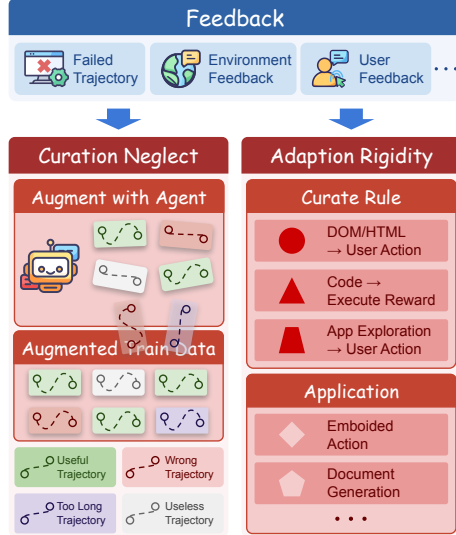 Feedback
Failed
Trajectory
Environment
Feedback
User
Feedback
...
Curation Neglect
Augment with Agent
Augmented Train Data
Useful
Trajectory
Wrong
Trajectory
Too Long
Trajectory
Useless
Trajectory
Adaption Rigidity
Curate Rule
DOM/HTML
→ User Action
Code →
Execute Reward
App Exploration
→ User Action
Application
Emboided
Action
Document
Generation
...